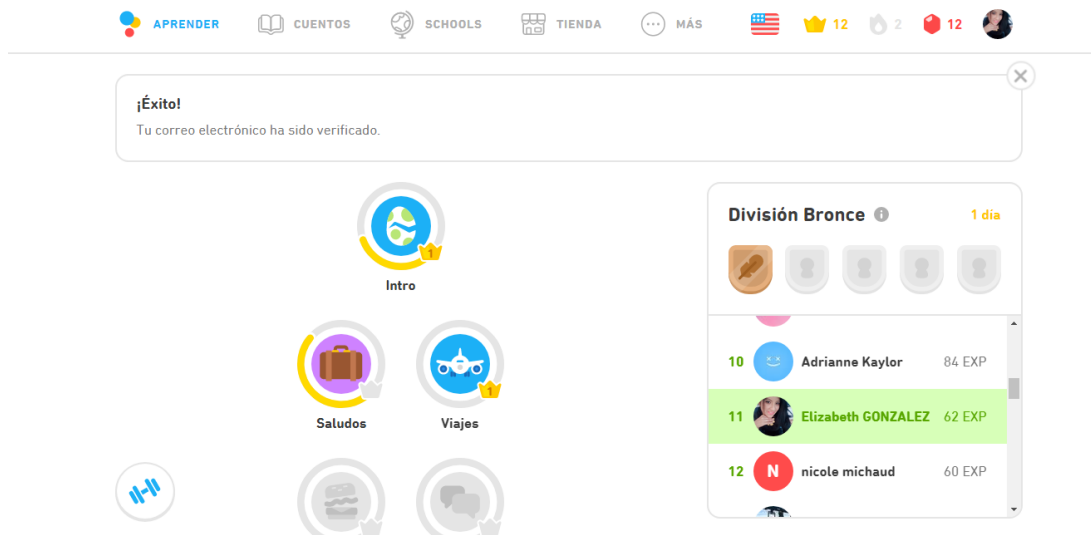 APRENDER CUENTOS SCHOOLS TIENDA MÁS 12 2 12
¡Éxito!
Tu correo electrónico ha sido verificado.
División Bronce 1 día
1
Intro
10 Adrianne Kaylor 84 EXP
1
11 Elizabeth GONZALEZ 62 EXP
Saludos Viajes
12 N nicole michaud 60 EXP